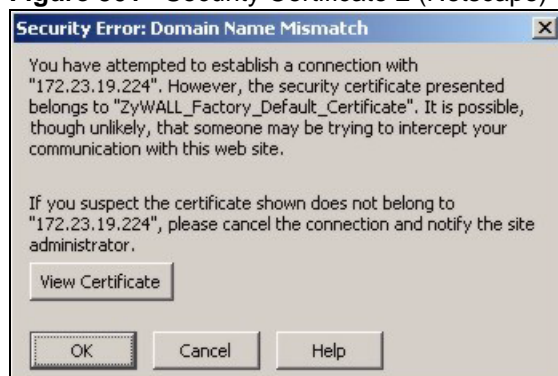 Security Certificate 2 (Netscape)
Security Error: Domain Name Mismatch
You have attempted to establish a connection with
"172.23.19.224". However, the security certificate presented
belongs to "ZyWALL_Factory_Default_Certificate". It is possible,
though unlikely, that someone may be trying to intercept your
communication with this web site.
If you suspect the certificate shown does not belong to
"172.23.19.224", please cancel the connection and notify the site
administrator.
View Certificate
OK
Cancel
Help